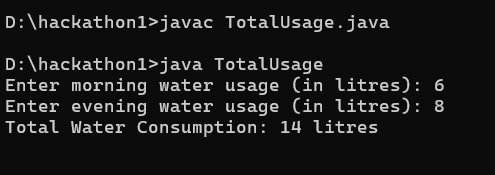 D:\hackathon1>javac TotalUsage.java
D:\hackathon1>java TotalUsage
Enter morning water usage (in litres): 6
Enter evening water usage (in litres): 8
Total Water Consumption: 14 litres